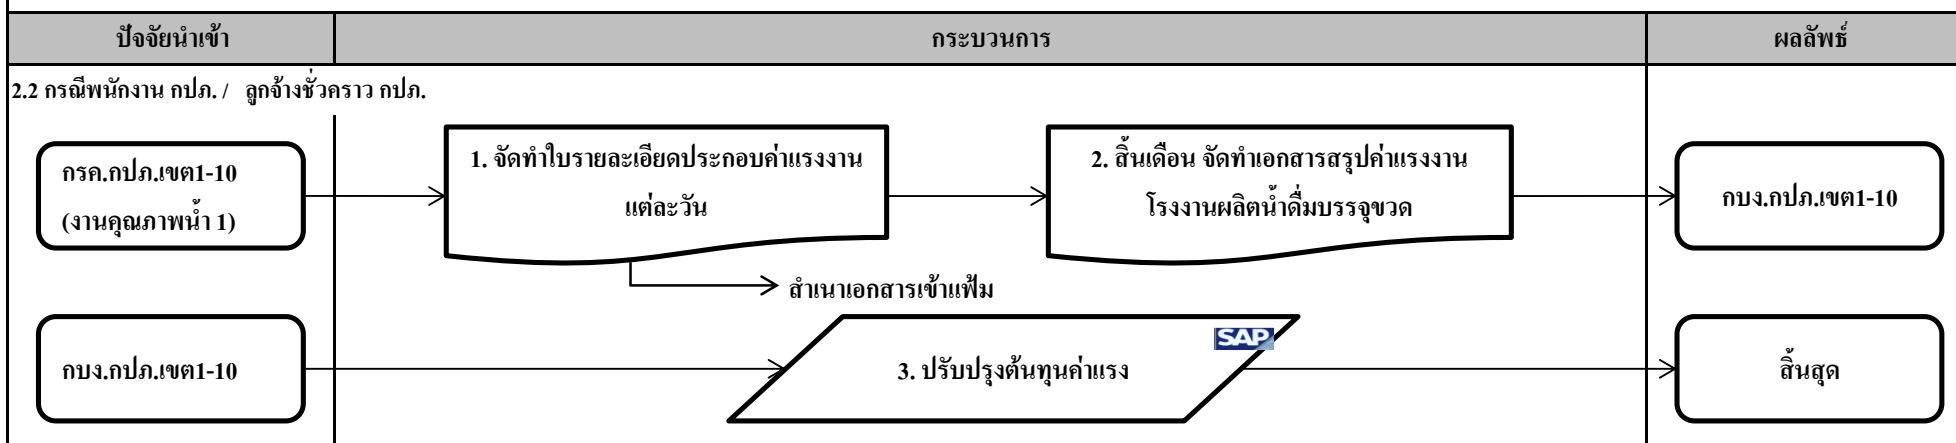 ปัจจัยนำเข้า
กระบวนการ
ผลลัพธ์
2.2 กรณีพนักงาน กปภ. / ลูกจ้างชั่วคราว กปภ.
กรค.กปภ.เขต1-10
(งานคุณภาพน้ำ 1)
1. จัดทำใบรายละเอียดประกอบค่าแรงงาน
แต่ละวัน
2. สิ้นเดือน จัดทำเอกสารสรุปค่าแรงงาน
โรงงานผลิตน้ำดื่มบรรจุขวด
กบง.กปภ.เขต1-10
สำเนาเอกสารเข้าแฟ้ม
กบง.กปภ.เขต1-10
SAP
3. ปรับปรุงต้นทุนค่าแรง
สิ้นสุด